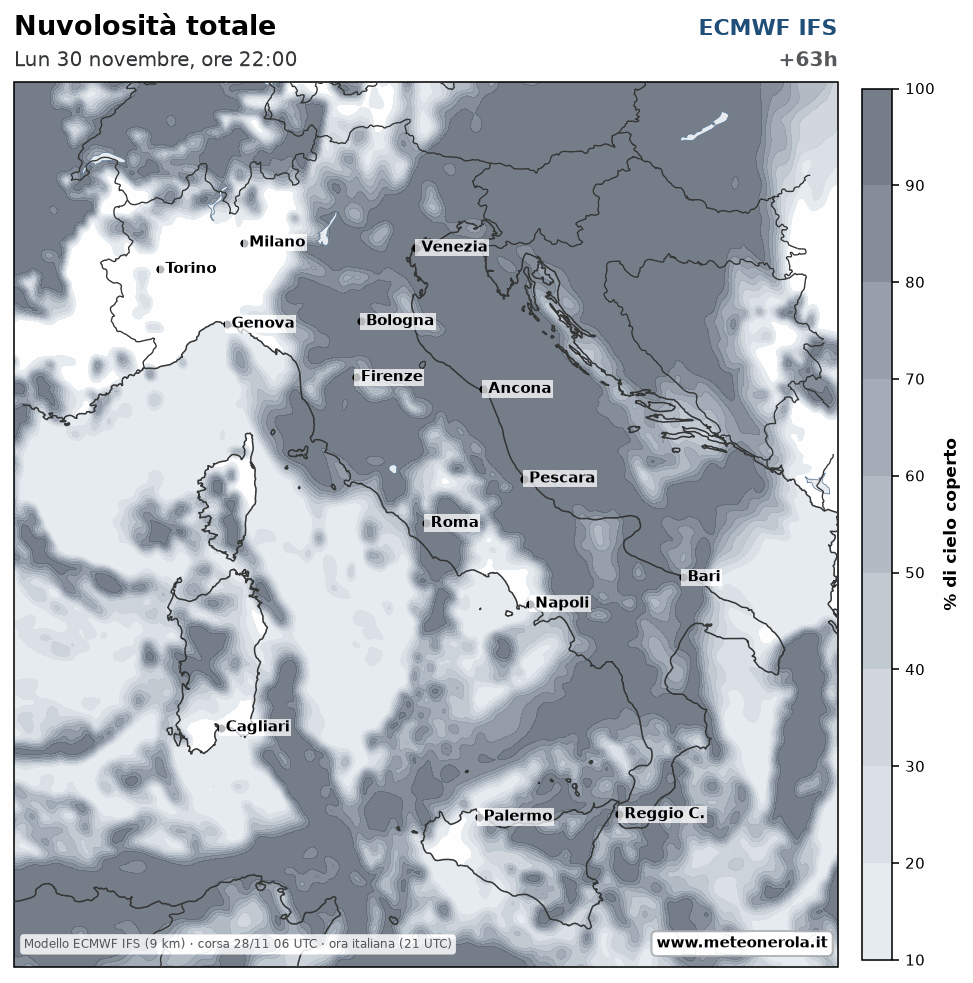 Nuvolosità totale
ECMWF IFS
Lun 30 novembre, ore 22:00
+63h
100
90
80
70
60
50
40
30
20
10
% di cielo coperto
Milano
Venezia
Torino
Genova
Bologna
Firenze
Ancona
Pescara
Roma
Bari
Napoli
Cagliari
Palermo
Reggio C.
Modello ECMWF IFS (9 km) · corsa 28/11 06 UTC · ora italiana (21 UTC)
www.meteonerola.it